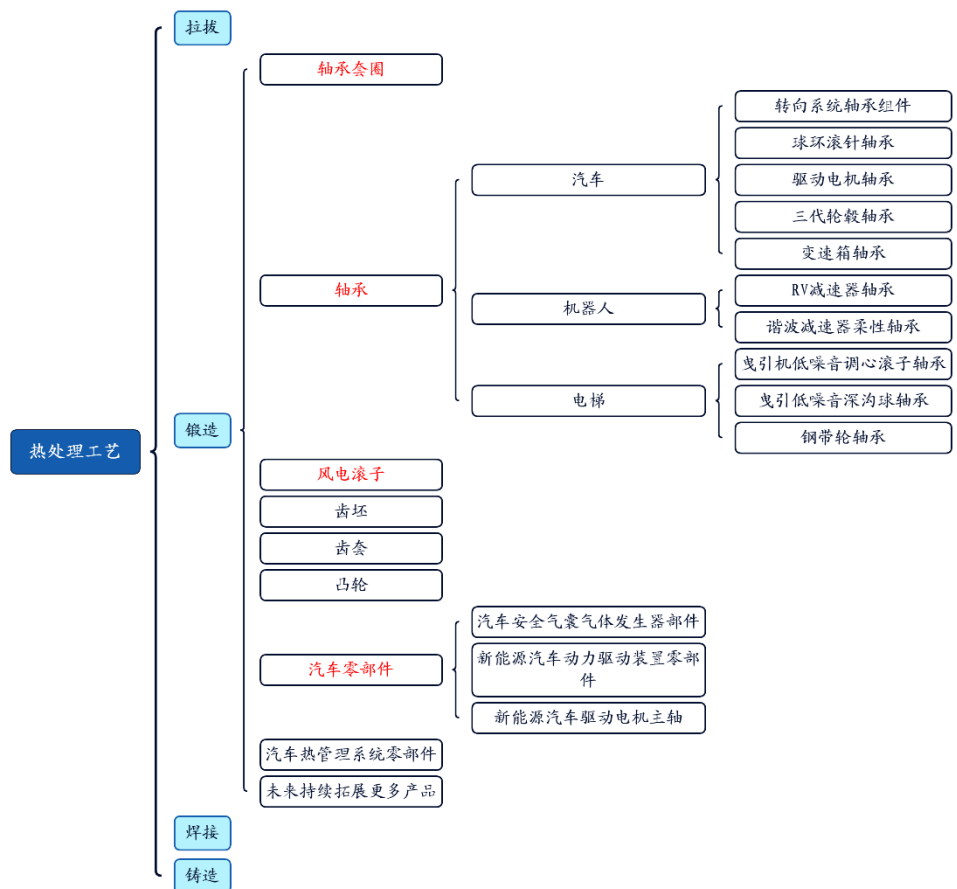 拉拔
轴承套圈
转向系统轴承组件
球环滚针轴承
汽车
驱动电机轴承
三代轮毂轴承
变速箱轴承
轴承
RV减速器轴承
机器人
谐波减速器柔性轴承
曳引机低噪音调心滚子轴承
电梯
曳引低噪音深沟球轴承
钢带轮轴承
锻造
热处理工艺
风电滚子
齿坯
齿套
凸轮
汽车安全气囊气体发生器部件
汽车零部件
新能源汽车动力驱动装置零部
件
新能源汽车驱动电机主轴
汽车热管理系统零部件
未来持续拓展更多产品
焊接
铸造